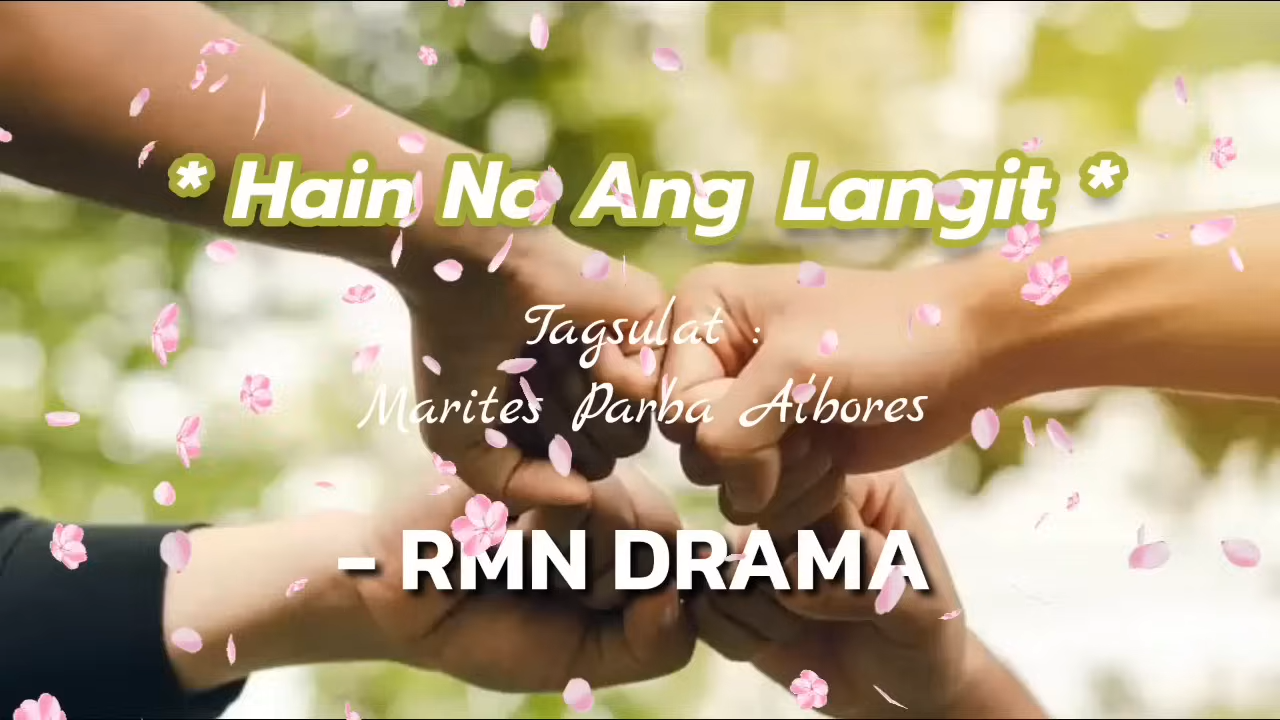 * Hain Na Ang Langit *
Tagsulat :
Marites Parba Albores
- RMN DRAMA